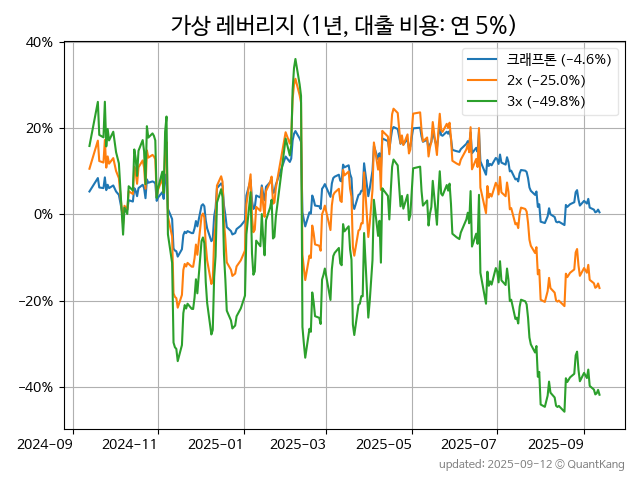 가상 레버리지 (1년, 대출 비용: 연 5%)
크래프톤 (−4.6%)
2x (−25.0%)
3x (−49.8%)
40%
20%
0%
−20%
−40%
2024-09 2024-11 2025-01 2025-03 2025-05 2025-07 2025-09
updated: 2025-09-12 © QuantKang